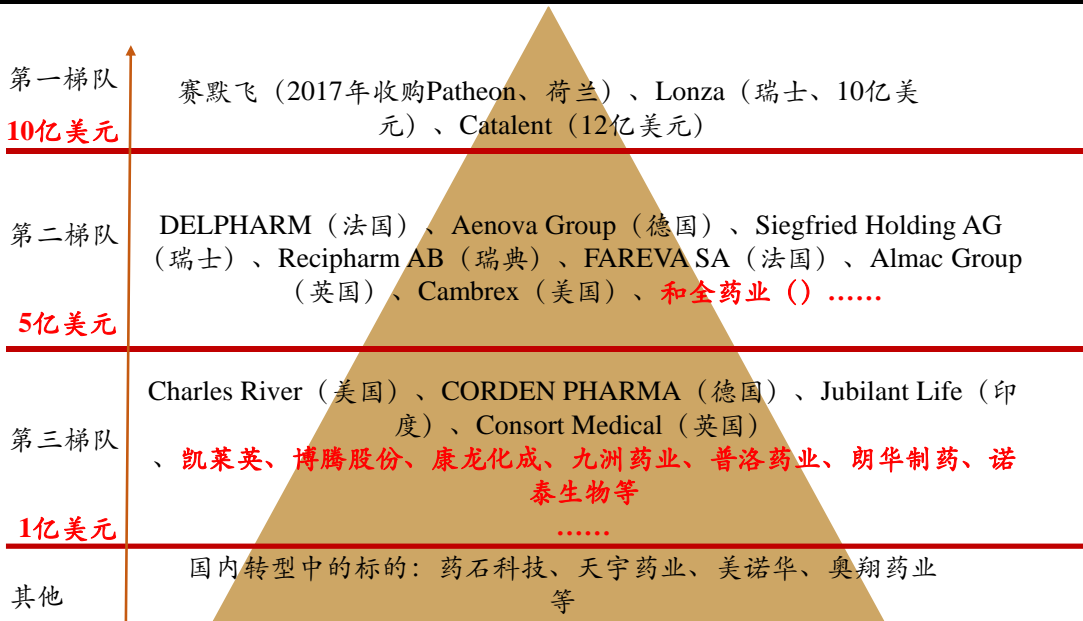 第一梯队
10亿美元
赛默飞（2017年收购Patheon、荷兰）、Lonza（瑞士、10亿美
元）、Catalent（12亿美元）
第二梯队
5亿美元
DELPHARM（法国）、Aenova Group（德国）、Siegfried Holding AG
（瑞士）、Recipharm AB（瑞典）、FAREVA SA（法国）、Almac Group
（英国）、Cambrex（美国）、和全药业（）……
第三梯队
1亿美元
Charles River（美国）、CORDEN PHARMA（德国）、Jubilant Life（印
度）、Consort Medical（英国）
、凯莱英、博腾股份、康龙化成、九洲药业、普洛药业、朗华制药、诺
泰生物等
……
其他
国内转型中的标的：药石科技、天宇药业、美诺华、奥翔药业
等